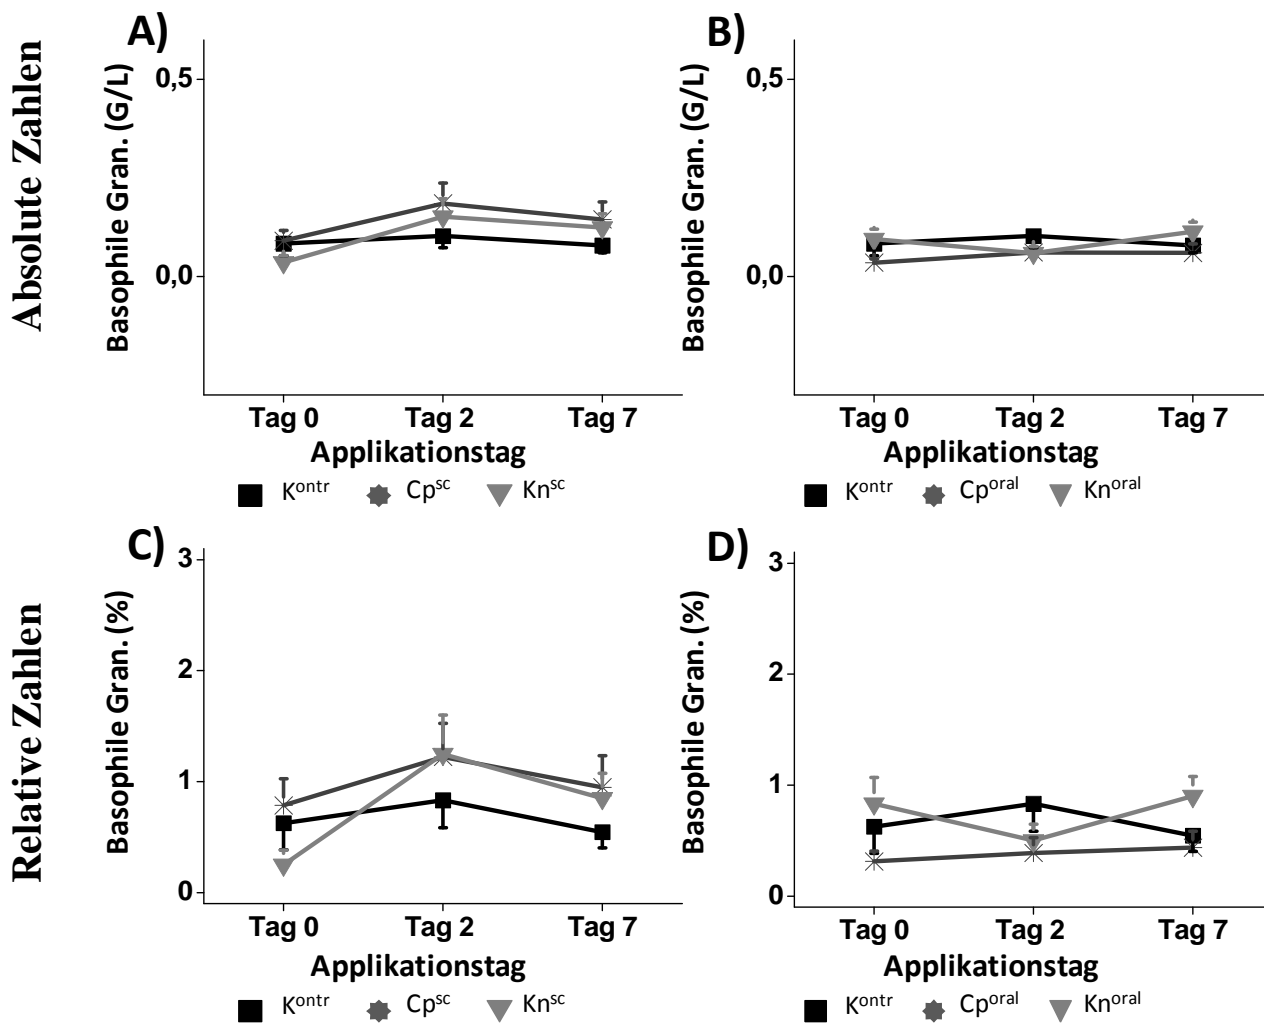 Absolute Zahlen
A)
Basophile Gran. (G/L)
0,5
0,0
Tag 0 Tag 2 Tag 7
Applikationstag
Kontr Cpsc Knsc
B)
Basophile Gran. (G/L)
0,5
0,0
Tag 0 Tag 2 Tag 7
Applikationstag
Kontr Cporal Knoral
Relative Zahlen
C)
Basophile Gran. (%)
3
2
1
0
Tag 0 Tag 2 Tag 7
Applikationstag
Kontr Cpsc Knsc
D)
Basophile Gran. (%)
3
2
1
0
Tag 0 Tag 2 Tag 7
Applikationstag
Kontr Cporal Knoral